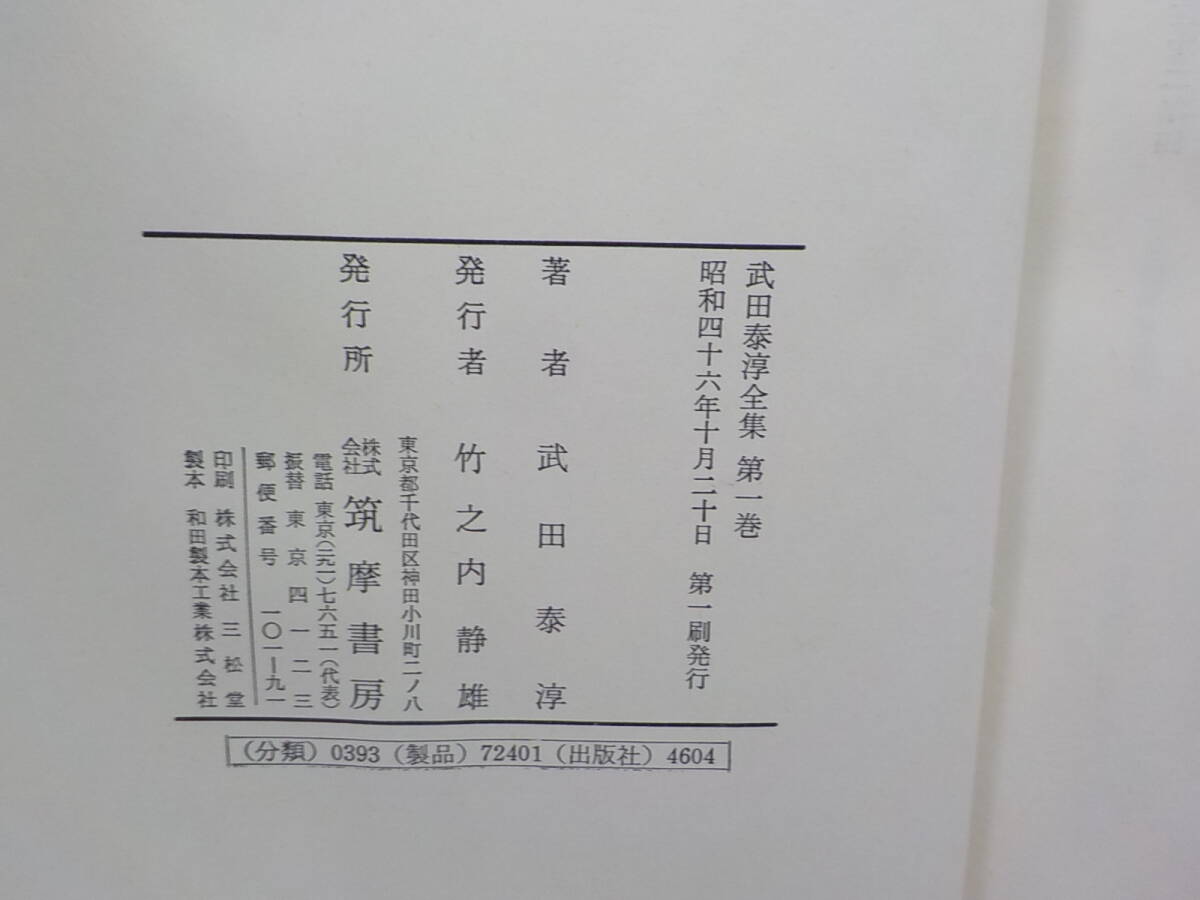 武田泰淳全集 第一巻
昭和四十六年十月二十日 第一刷発行
著者 武田泰淳
発行者 竹之内静雄
東京都千代田区神田小川町二ノ八
発行所 株式会社 筑摩書房
電話 東京(二九一)七六五一(代表)
振替 東京四一二三
郵便番号 一〇一―九一
印刷 株式会社 三松堂
製本 和田製本工業株式会社
(分類) 0393 (製品) 72401 (出版社) 4604